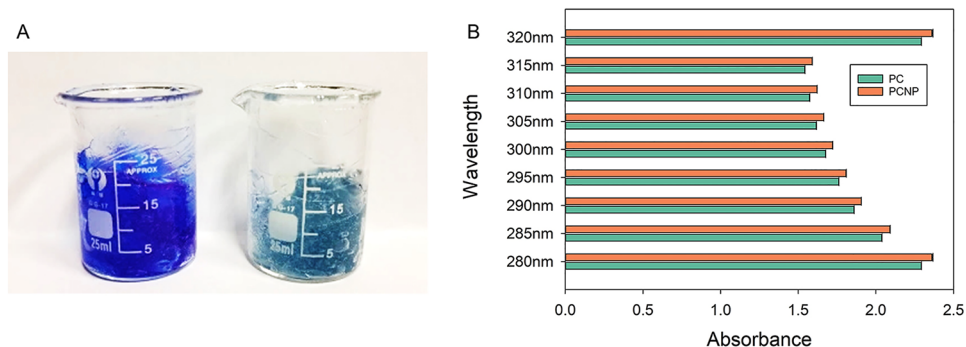 A
25
APPROX
15
25ml
5
APPROX
15
25ml
5
B
Wavelength
320nm
315nm
310nm
305nm
300nm
295nm
290nm
285nm
280nm
PC
PCNP
0.0 0.5 1.0 1.5 2.0 2.5
Absorbance